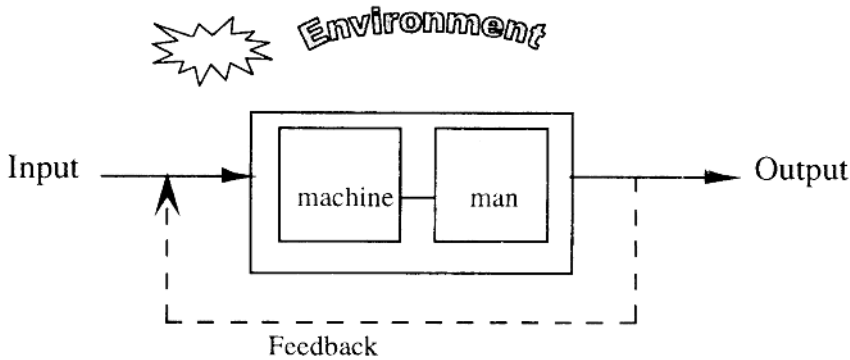 Environment
Input
machine
man
Output
Feedback